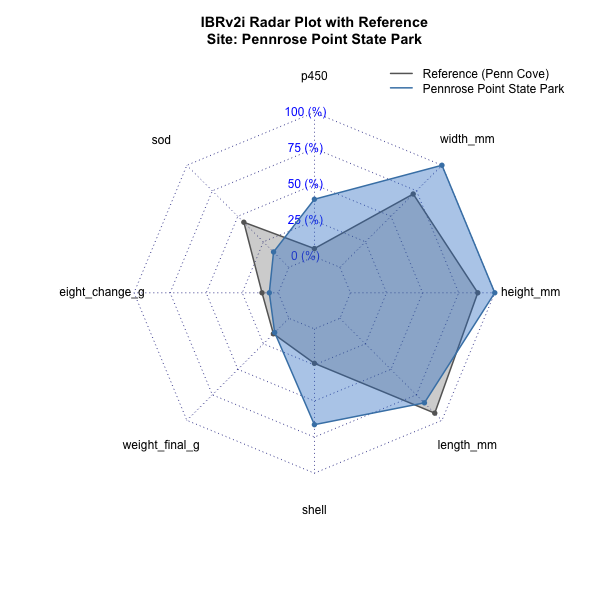 IBRv2i Radar Plot with Reference
Site: Pennrose Point State Park
p450
Reference (Penn Cove)
Pennrose Point State Park
100 (%)
sod
width_mm
75 (%)
50 (%)
25 (%)
0 (%)
eight_change_g
height_mm
weight_final_g
length_mm
shell